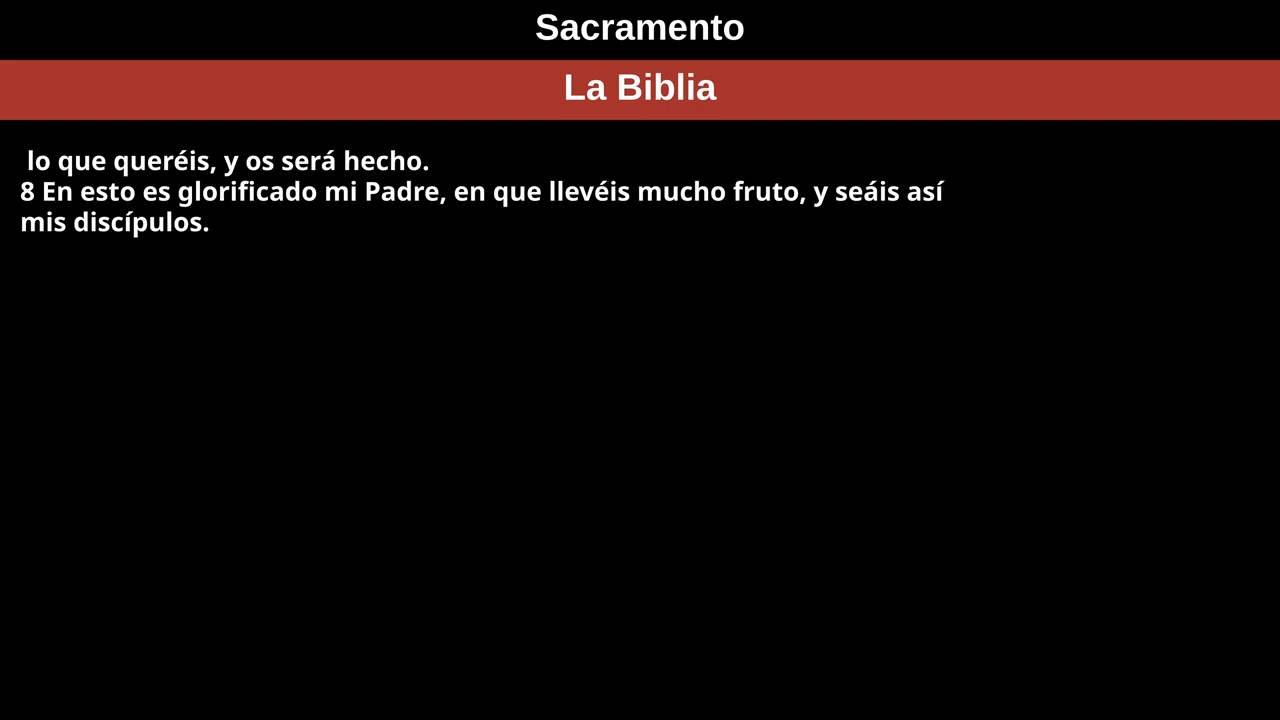 Sacramento
La Biblia
lo que queréis, y os será hecho.
8 En esto es glorificado mi Padre, en que llevéis mucho fruto, y seáis así
mis discípulos.